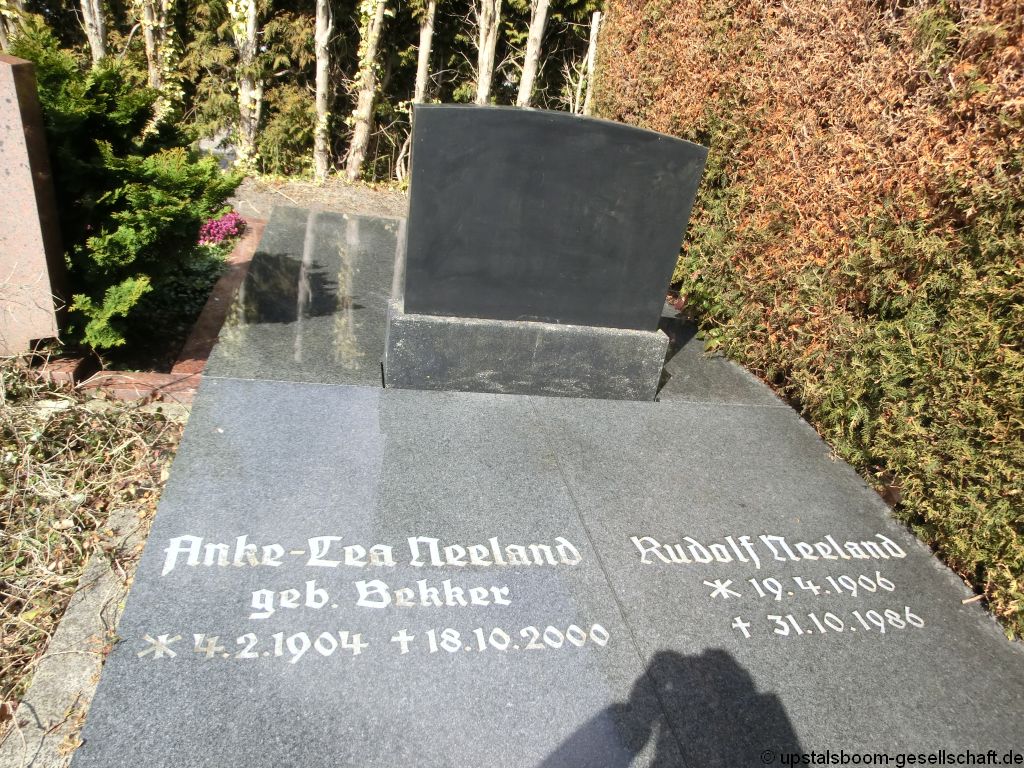 Anke-Tea Neeland
geb. Bekker
* 4.2.1904 † 18.10.2000
Rudolf Neeland
* 19.4.1906
† 31.10.1986
© upstalsboom-gesellschaft.de